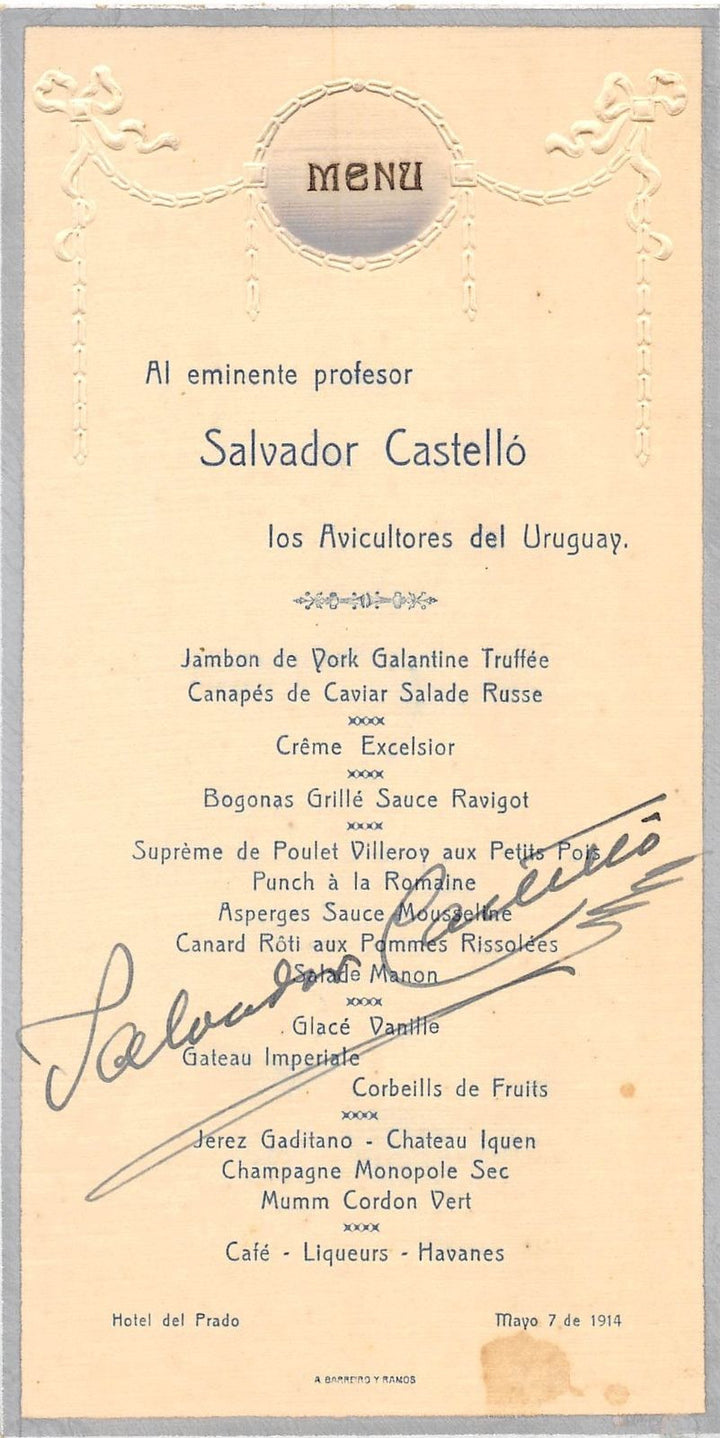 MENU
Al eminente profesor
Salvador Castelló
los Avicultores del Uruguay.
Jambon de York Galantine Truffée
Canapés de Caviar Salade Russe
Crême Excelsior
Bogonas Grillé Sauce Ravigot
Suprème de Poulet Villeroy aux Petits Pois
Punch à la Romaine
Asperges Sauce Mousseline
Canard Rôti aux Pommes Rissolées
Salade Manon
Glacé Vanille
Gateau Imperiale
Corbeills de Fruits
Jerez Gaditano - Chateau Iquen
Champagne Monopole Sec
Mumm Cordon Vert
Café - Liqueurs - Havanes
Salvador Castelló
Hotel del Prado
Mayo 7 de 1914
A BARREIRO Y RAMOS